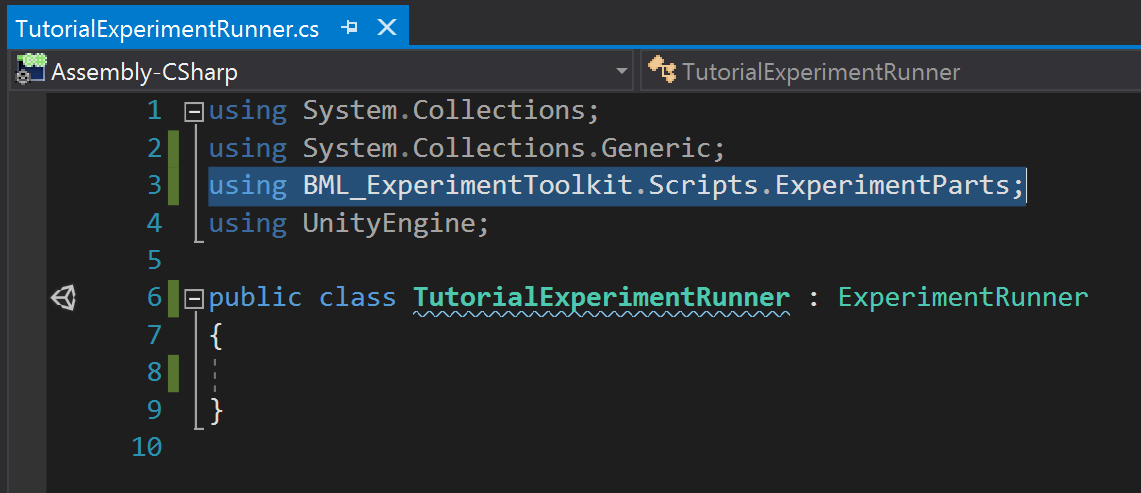 TutorialExperimentRunner.cs
Assembly-CSharp TutorialExperimentRunner
1 using System.Collections;
2 using System.Collections.Generic;
3 using BML_ExperimentToolkit.Scripts.ExperimentParts;
4 using UnityEngine;
5
6 public class TutorialExperimentRunner : ExperimentRunner
7 {
8
9 }
10